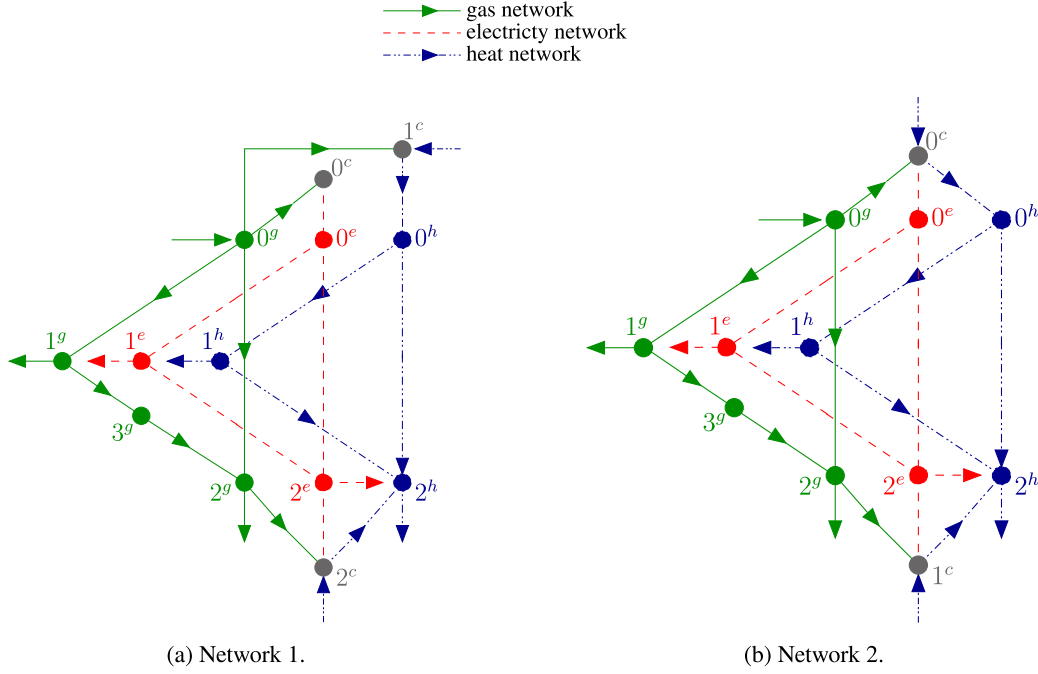 gas network
electricty network
heat network
1^c
0^c
0^g
0^e
0^h
1^g
1^e
1^h
3^g
2^g
2^e
2^h
2^c
(a) Network 1.
0^c
0^g
0^e
0^h
1^g
1^e
1^h
3^g
2^g
2^e
2^h
1^c
(b) Network 2.